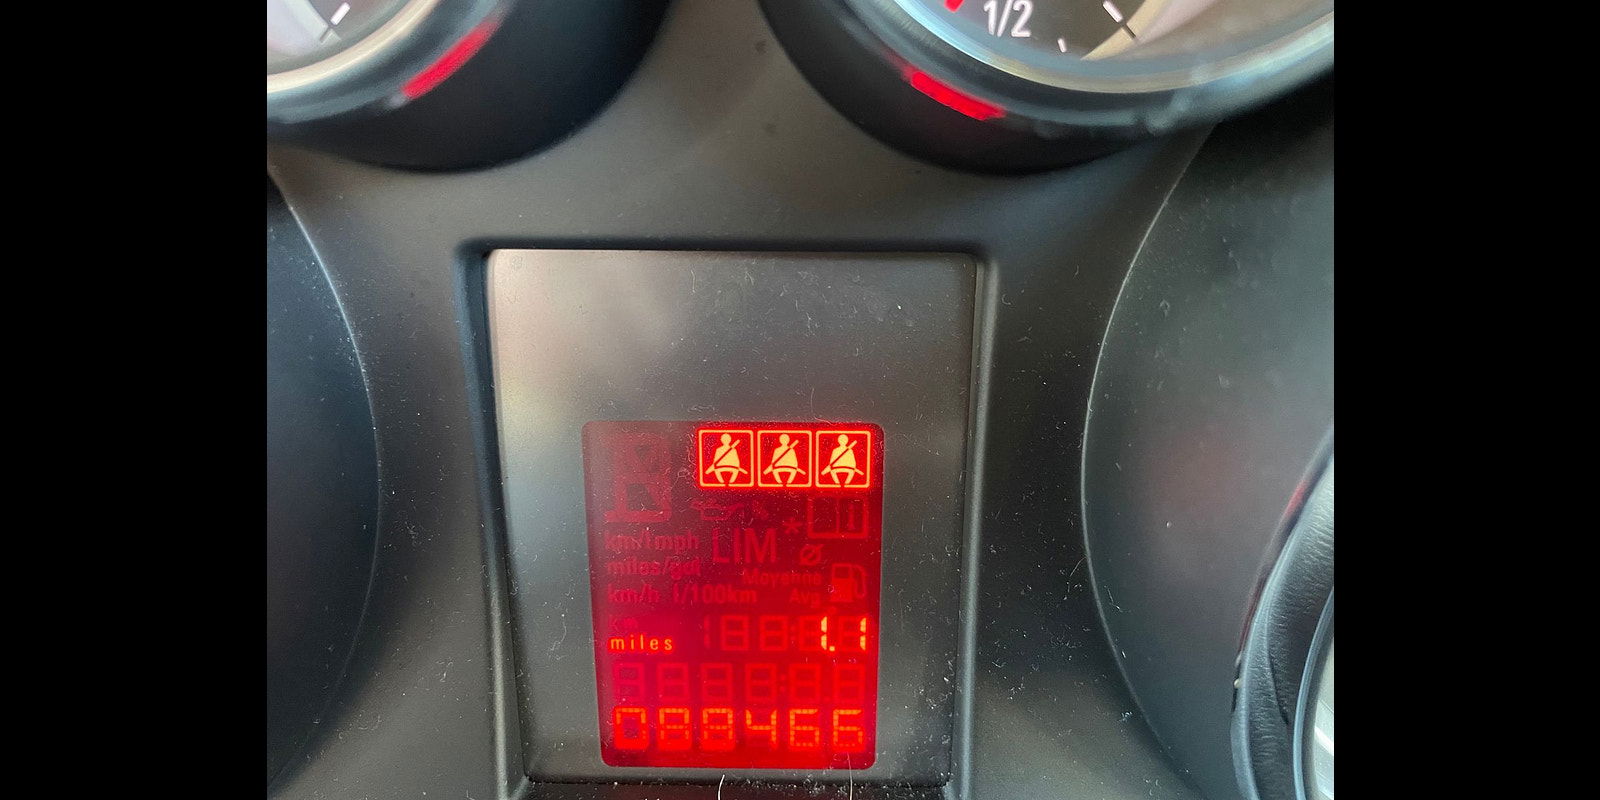 1/2
km/l mph
LIM
miles/gal
Moyenne
km/h l/100km
Avg
km
miles 1.1
088466